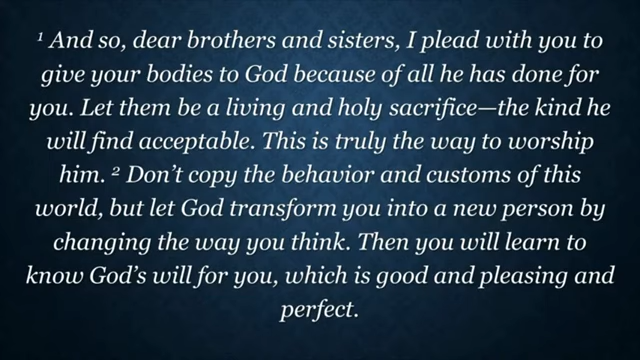 ¹ And so, dear brothers and sisters, I plead with you to
give your bodies to God because of all he has done for
you. Let them be a living and holy sacrifice—the kind he
will find acceptable. This is truly the way to worship
him. ² Don’t copy the behavior and customs of this
world, but let God transform you into a new person by
changing the way you think. Then you will learn to
know God’s will for you, which is good and pleasing and
perfect.